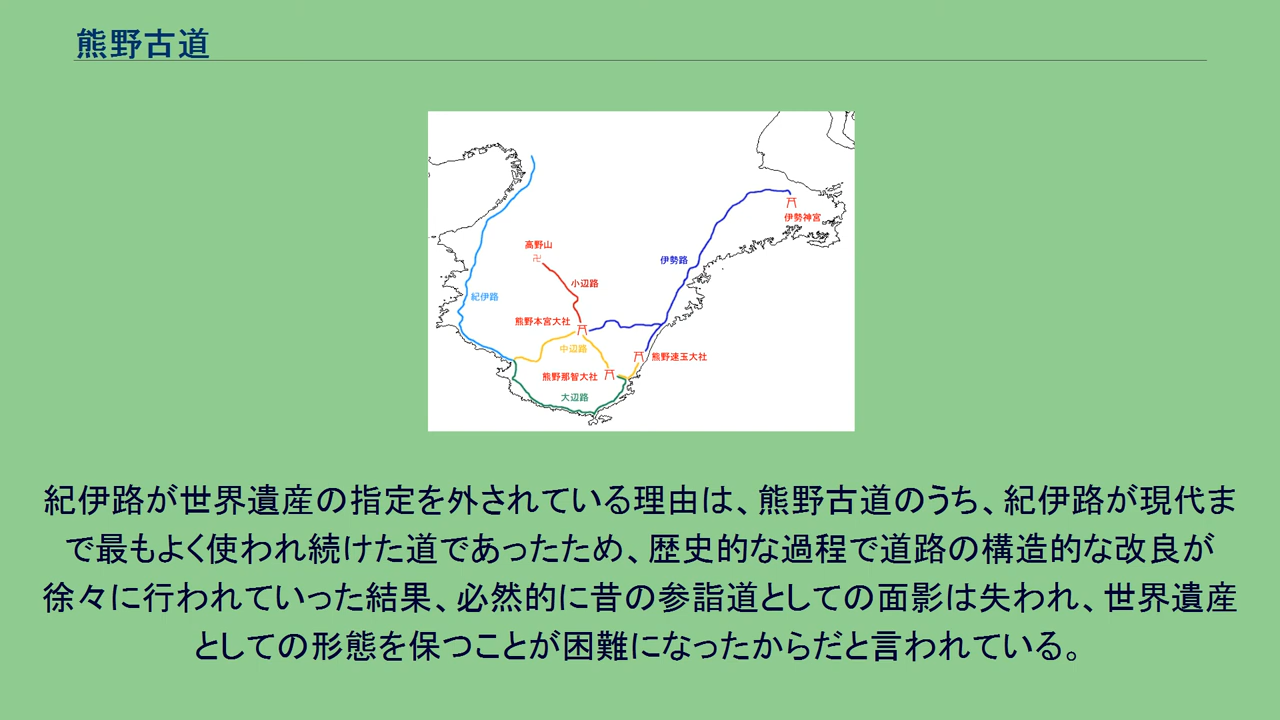 熊野古道
伊勢神宮
高野山
卍
伊勢路
小辺路
紀伊路
熊野本宮大社
中辺路
熊野速玉大社
熊野那智大社
大辺路
紀伊路が世界遺産の指定を外されている理由は、熊野古道のうち、紀伊路が現代ま
で最もよく使われ続けた道であったため、歴史的な過程で道路の構造的な改良が
徐々に行われていった結果、必然的に昔の参詣道としての面影は失われ、世界遺産
としての形態を保つことが困難になったからだと言われている。